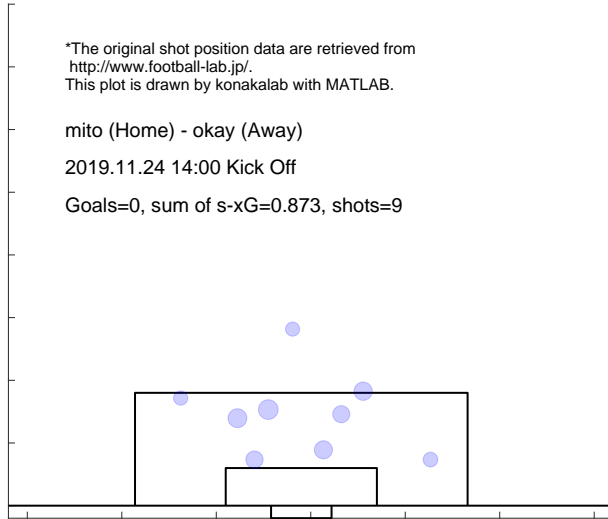 *The original shot position data are retrieved from
http://www.football-lab.jp/.
This plot is drawn by konakalab with MATLAB.
mito (Home) - okay (Away)
2019.11.24 14:00 Kick Off
Goals=0, sum of s-xG=0.873, shots=9